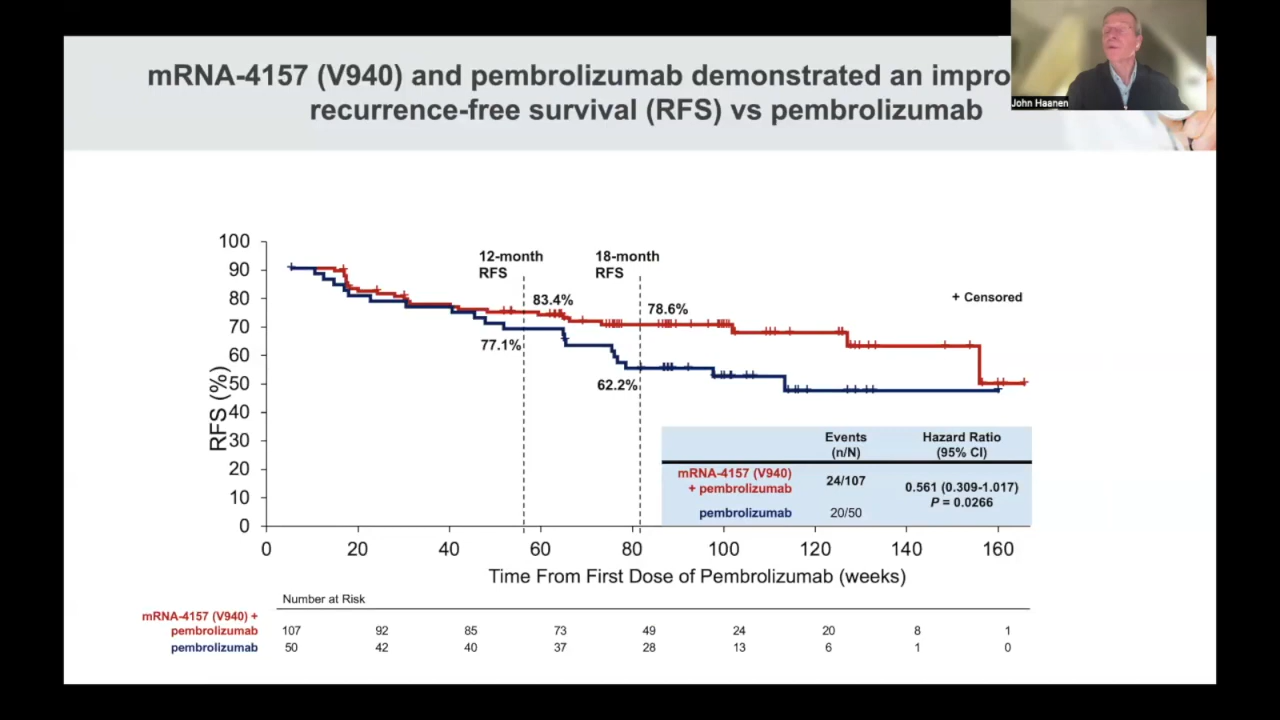 mRNA-4157 (V940) and pembrolizumab demonstrated an impro
recurrence-free survival (RFS) vs pembrolizumab
John Haanen
100
90
80
70
60
50
40
30
20
10
0
RFS (%)
12-month
RFS
18-month
RFS
83.4%
78.6%
77.1%
62.2%
+ Censored
Events
(n/N)
Hazard Ratio
(95% CI)
mRNA-4157 (V940)
+ pembrolizumab
24/107
0.561 (0.309-1.017)
P = 0.0266
pembrolizumab
20/50
0 20 40 60 80 100 120 140 160
Time From First Dose of Pembrolizumab (weeks)
Number at Risk
mRNA-4157 (V940) +
pembrolizumab 107 92 85 73 49 24 20 8 1
pembrolizumab 50 42 40 37 28 13 6 1 0